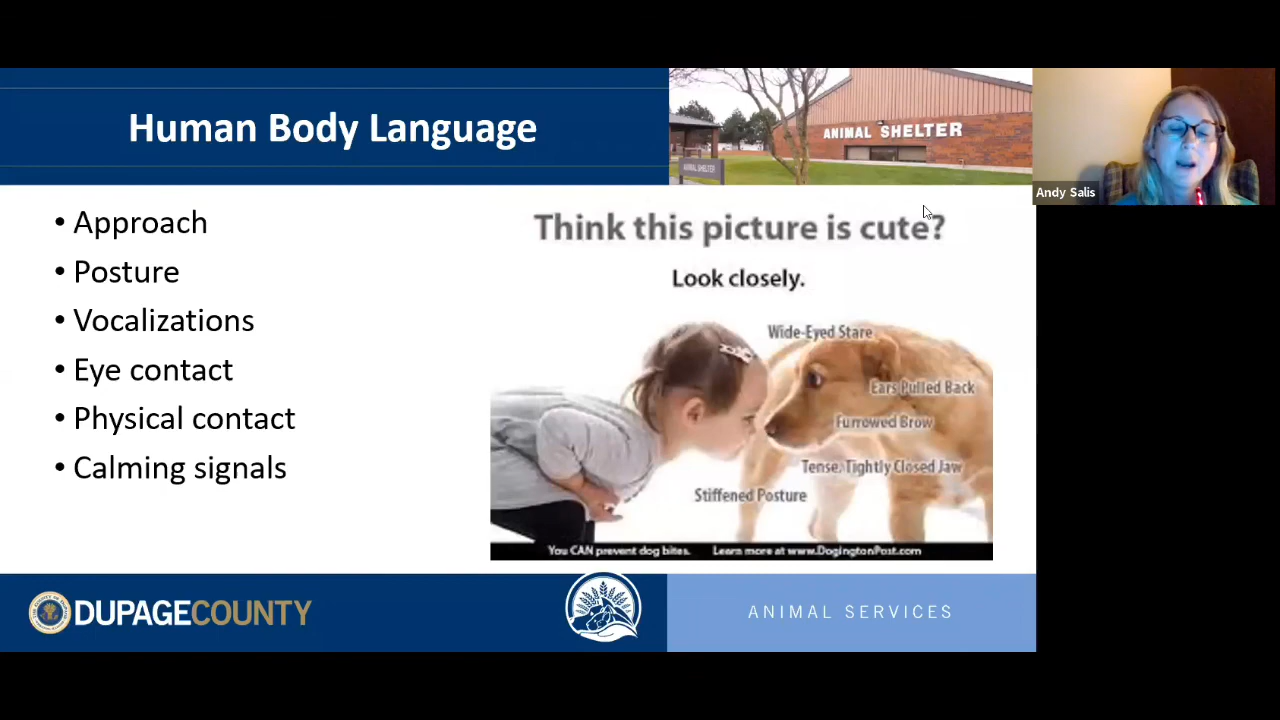 Human Body Language
ANIMAL SHELTER
ANIMAL SHELTER
Andy Salis
• Approach
• Posture
• Vocalizations
• Eye contact
• Physical contact
• Calming signals
Think this picture is cute?
Look closely.
Wide-Eyed Stare
Ears Pulled Back
Furrowed Brow
Tense, Tightly Closed Jaw
Stiffened Posture
You CAN prevent dog bites. Learn more at www.DogingtonPost.com
DUPAGECOUNTY
ANIMAL SERVICES